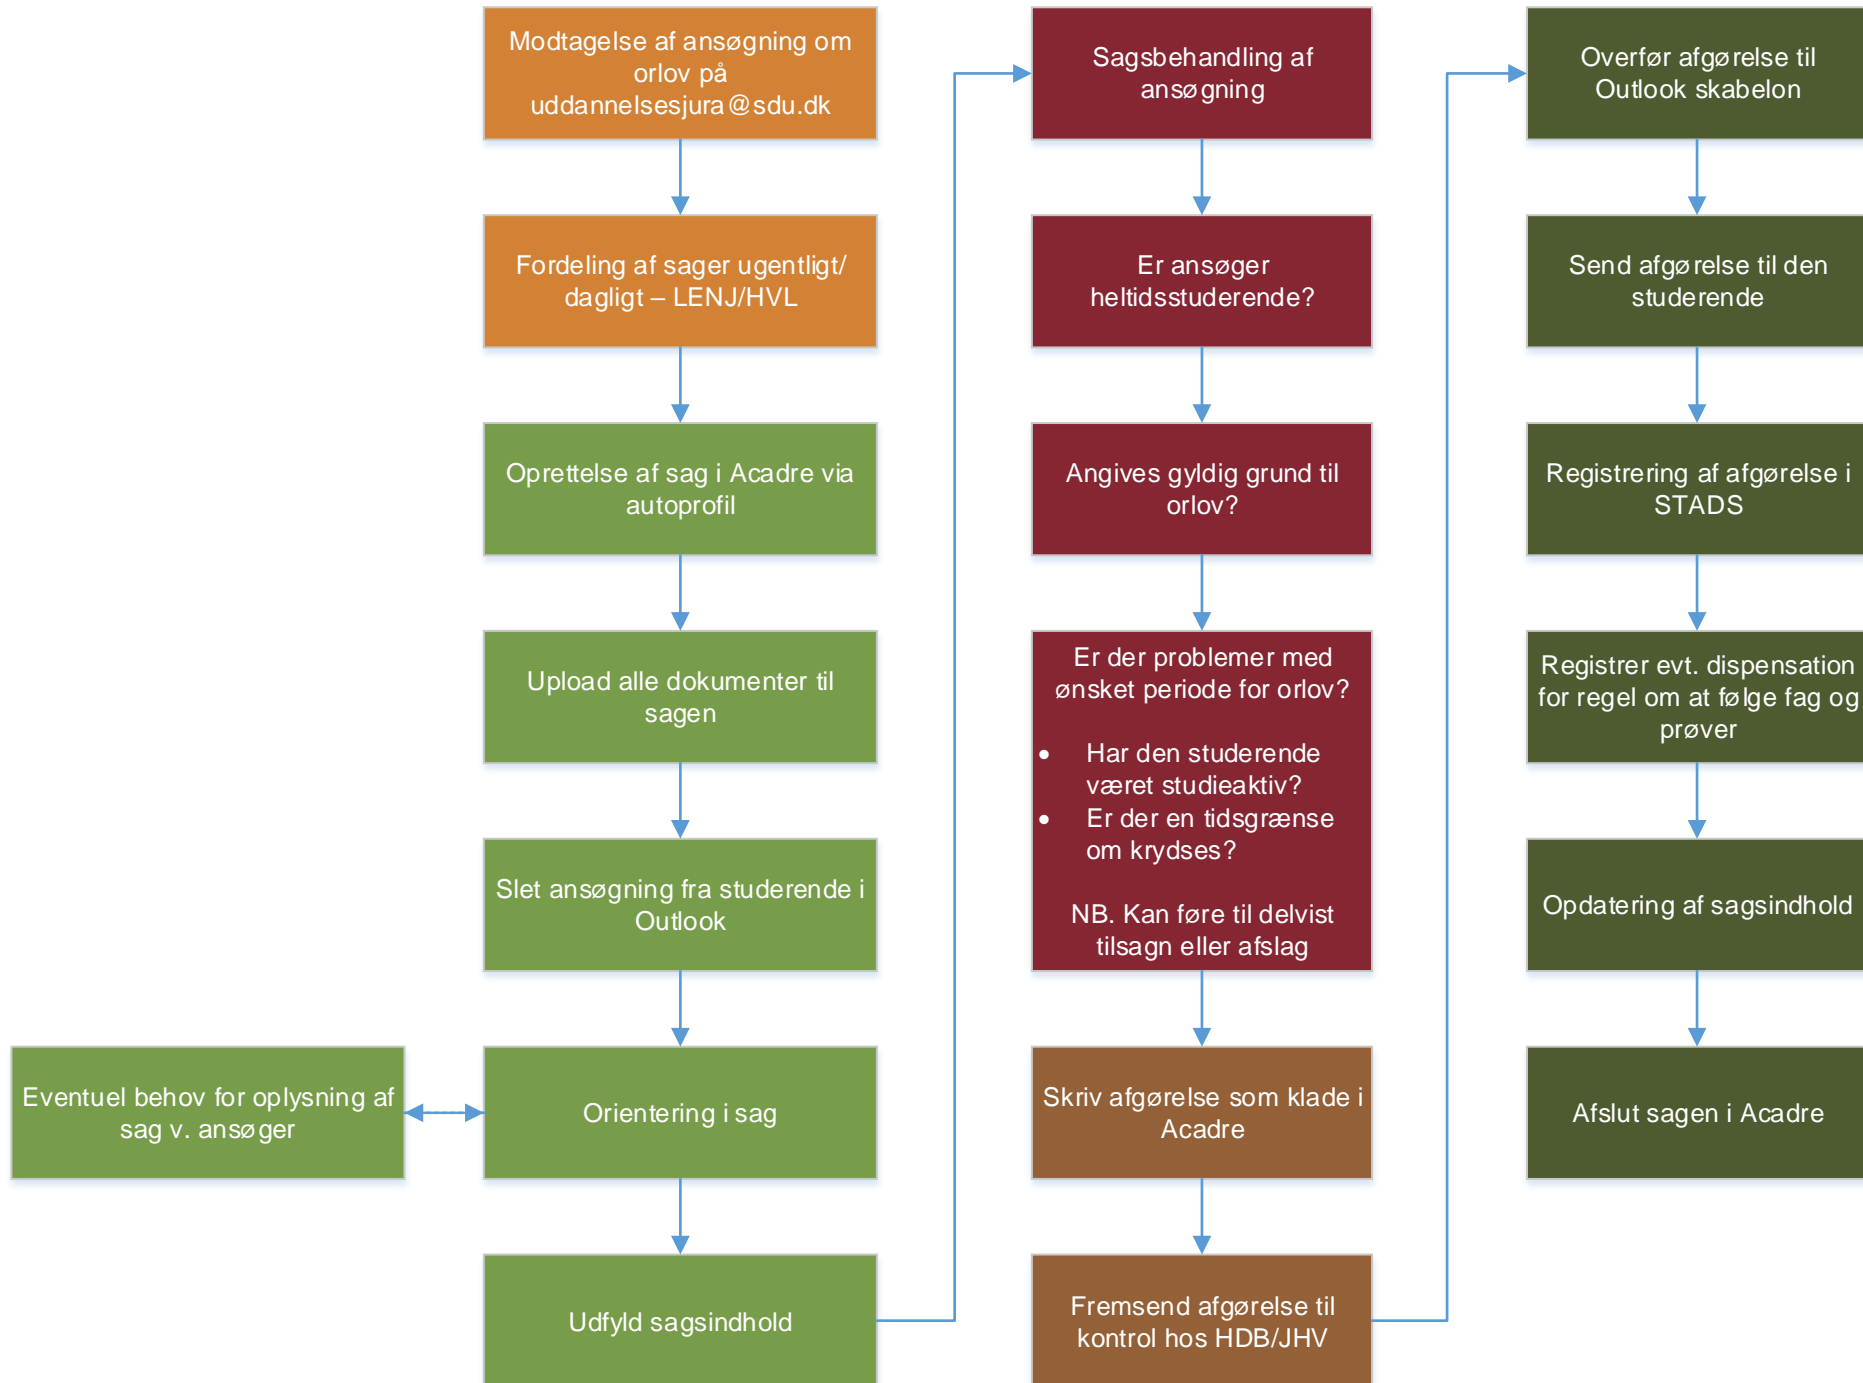 Modtagelse af ansøgning om
orlov på
uddannelsesjura@sdu.dk
Fordeling af sager ugentligt/
dagligt – LENJ/HVL
Oprettelse af sag i Acadre via
autoprofil
Upload alle dokumenter til
sagen
Slet ansøgning fra studerende i
Outlook
Eventuel behov for oplysning af
sag v. ansøger
Orientering i sag
Udfyld sagsindhold
Sagsbehandling af
ansøgning
Er ansøger
heltidsstuderende?
Angives gyldig grund til
orlov?
Er der problemer med
ønsket periode for orlov?
• Har den studerende
været studieaktiv?
• Er der en tidsgrænse
om krydses?
NB. Kan føre til delvist
tilsagn eller afslag
Skriv afgørelse som klade i
Acadre
Fremsend afgørelse til
kontrol hos HDB/JHV
Overfør afgørelse til
Outlook skabelon
Send afgørelse til den
studerende
Registrering af afgørelse i
STADS
Registrer evt. dispensation
for regel om at følge fag og
prøver
Opdatering af sagsindhold
Afslut sagen i Acadre